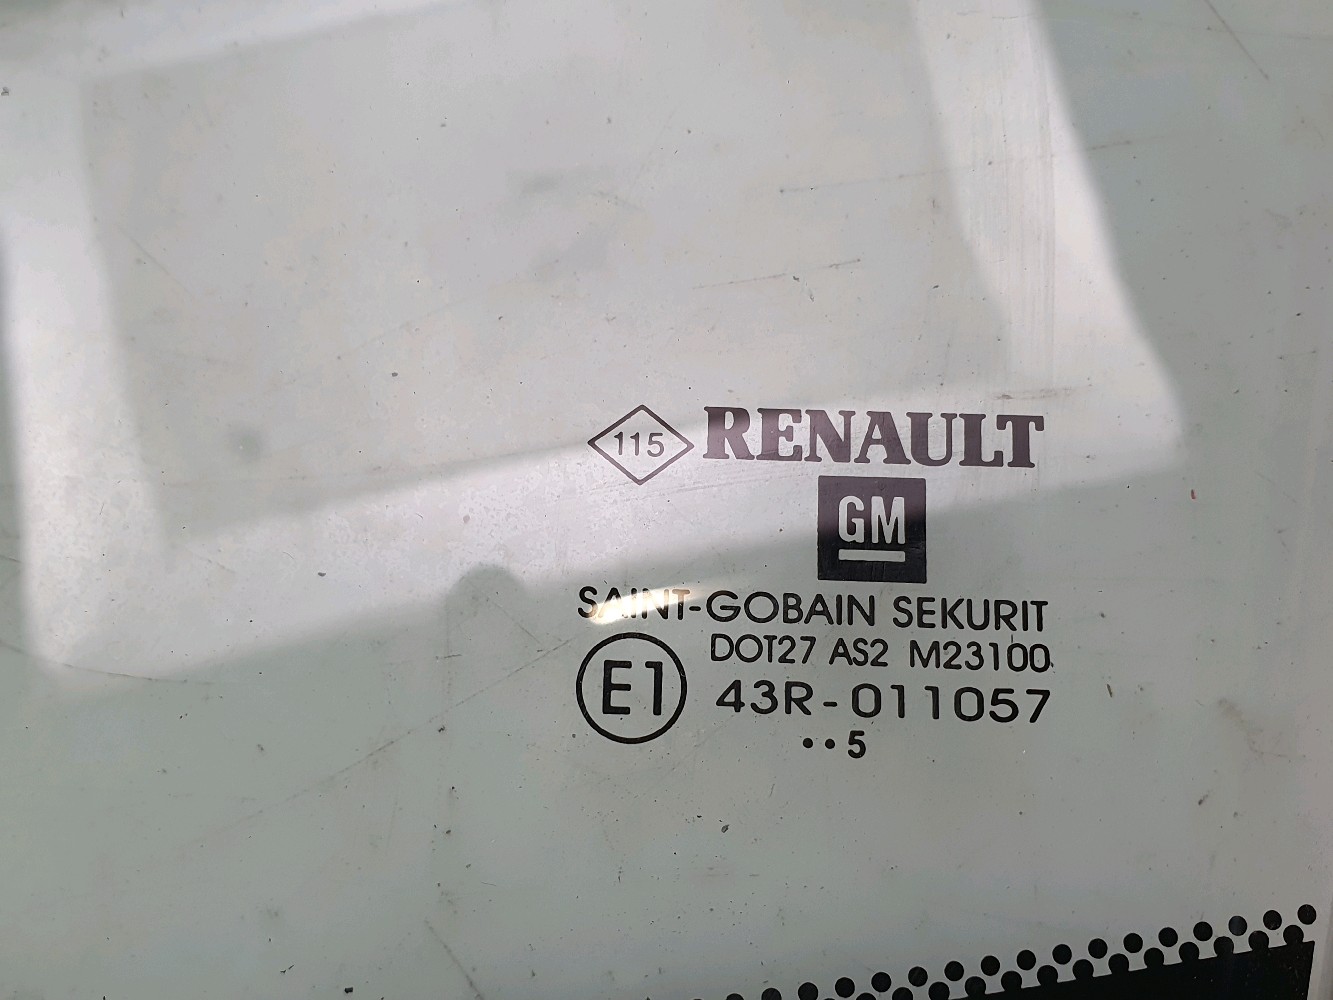 115 RENAULT
GM
SAINT-GOBAIN SEKURIT
DOT27 AS2 M23100
E1 43R-011057
••5